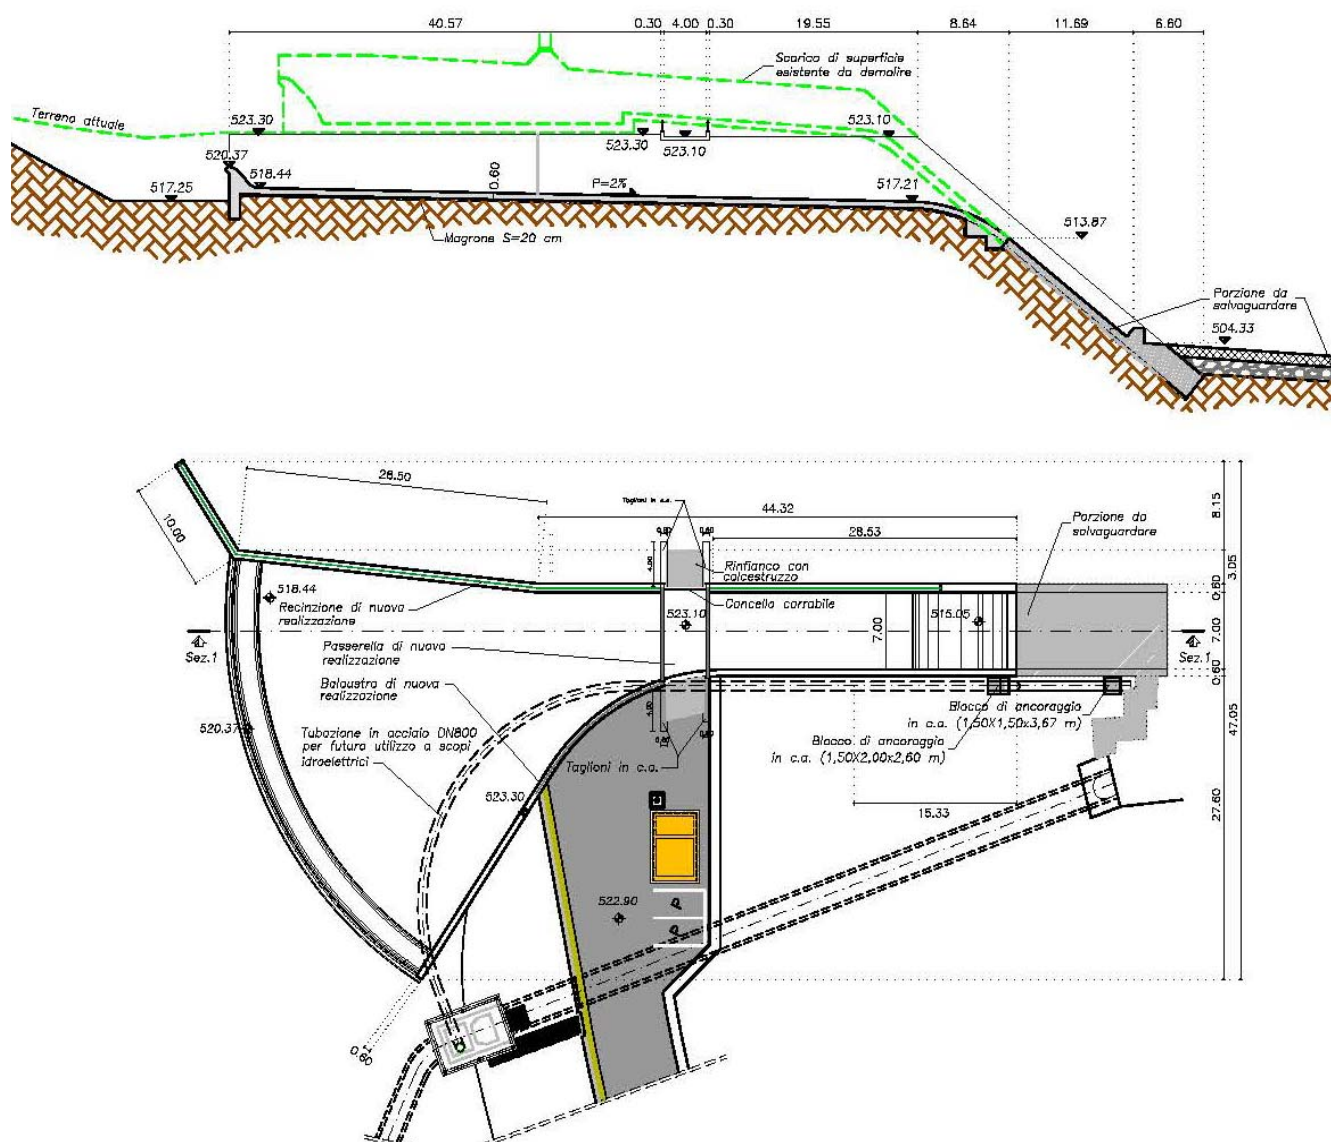 40.57 0.30 4.00 0.30 19.55 8.64 11.69 6.60
Scarico di superficie
esistente da demolire
Terreno attuale
523.30
523.30
523.10
523.10
520.37
518.44
517.25
0.60
P=2%
517.21
513.87
Magrone S=20 cm
Porzione da
salvaguardare
504.33
28.50
10.00
Taglioni in c.a.
44.32
28.53
Porzione da
salvaguardare
8.15
3.05
4.00
Rinfianco con
calcestruzzo
518.44
Recinzione di nuova
realizzazione
Cancello carrabile
523.10
7.00
515.05
0.60
7.00
0.60
Sez.1
Sez.1
Passerella di nuova
realizzazione
Balaustra di nuova
realizzazione
520.37
Tubazione in acciaio DN800
per futuro utilizzo a scopi
idroelettrici
Blocco di ancoraggio
in c.a. (1,50X1,50x3,67 m)
Blocco di ancoraggio
in c.a. (1,50X2,00x2,60 m)
Taglioni in c.a.
47.05
523.30
15.33
27.60
522.90
P
P
0.60